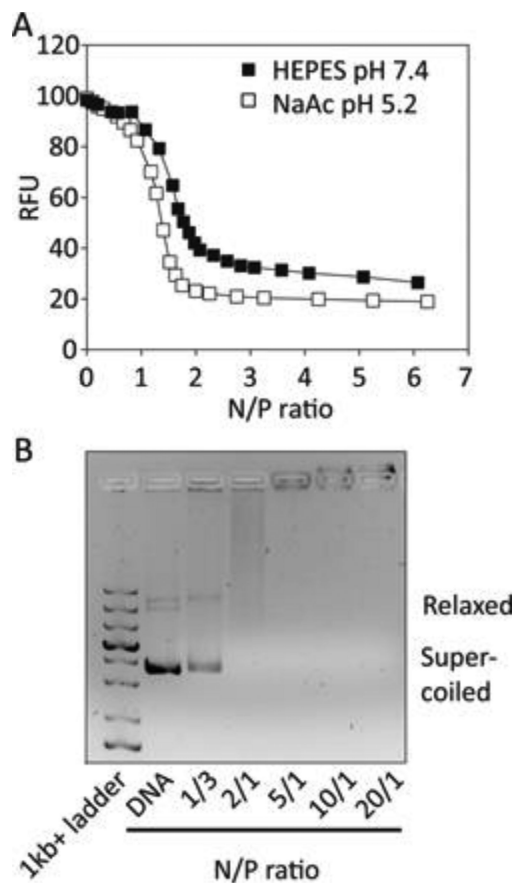 A
120
100
80
60
40
20
0
RFU
HEPES pH 7.4
NaAc pH 5.2
0 1 2 3 4 5 6 7
N/P ratio
B
Relaxed
Super-
coiled
1kb+ ladder
DNA
1/3
2/1
5/1
10/1
20/1
N/P ratio